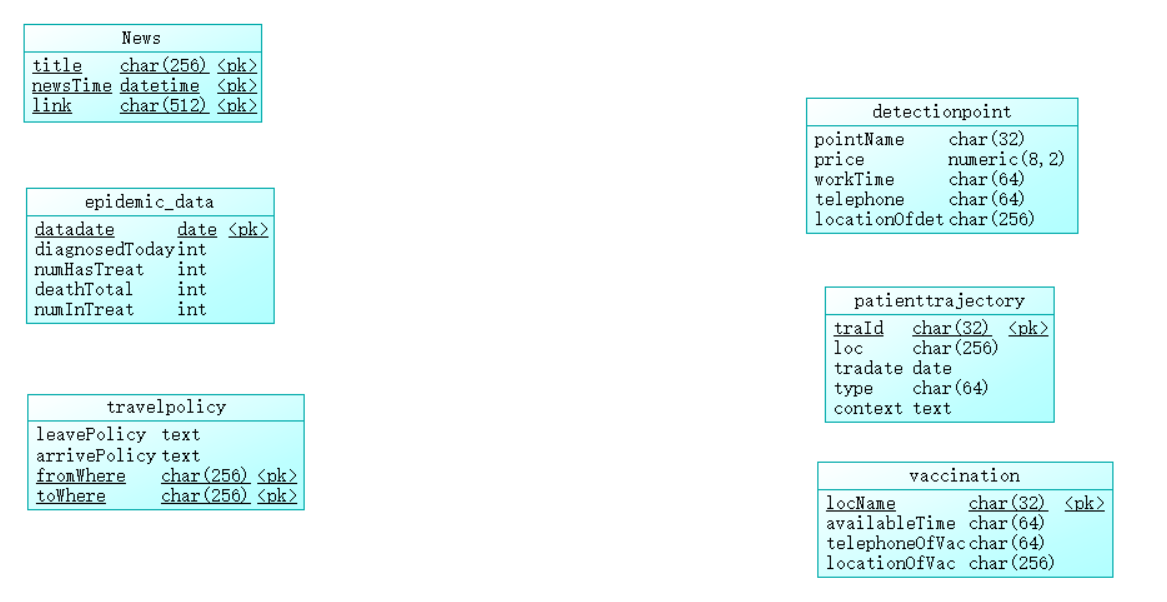 News
title char(256) <pk>
newsTime datetime <pk>
link char(512) <pk>
epidemic_data
datadate date <pk>
diagnosedToday int
numHasTreat int
deathTotal int
numInTreat int
travelpolicy
leavePolicy text
arrivePolicy text
fromWhere char(256) <pk>
toWhere char(256) <pk>
detectionpoint
pointName char(32)
price numeric(8,2)
workTime char(64)
telephone char(64)
locationOfdet char(256)
patienttrajectory
traId char(32) <pk>
loc char(256)
tradate date
type char(64)
context text
vaccination
locName char(32) <pk>
availableTime char(64)
telephoneOfVac char(64)
locationOfVac char(256)